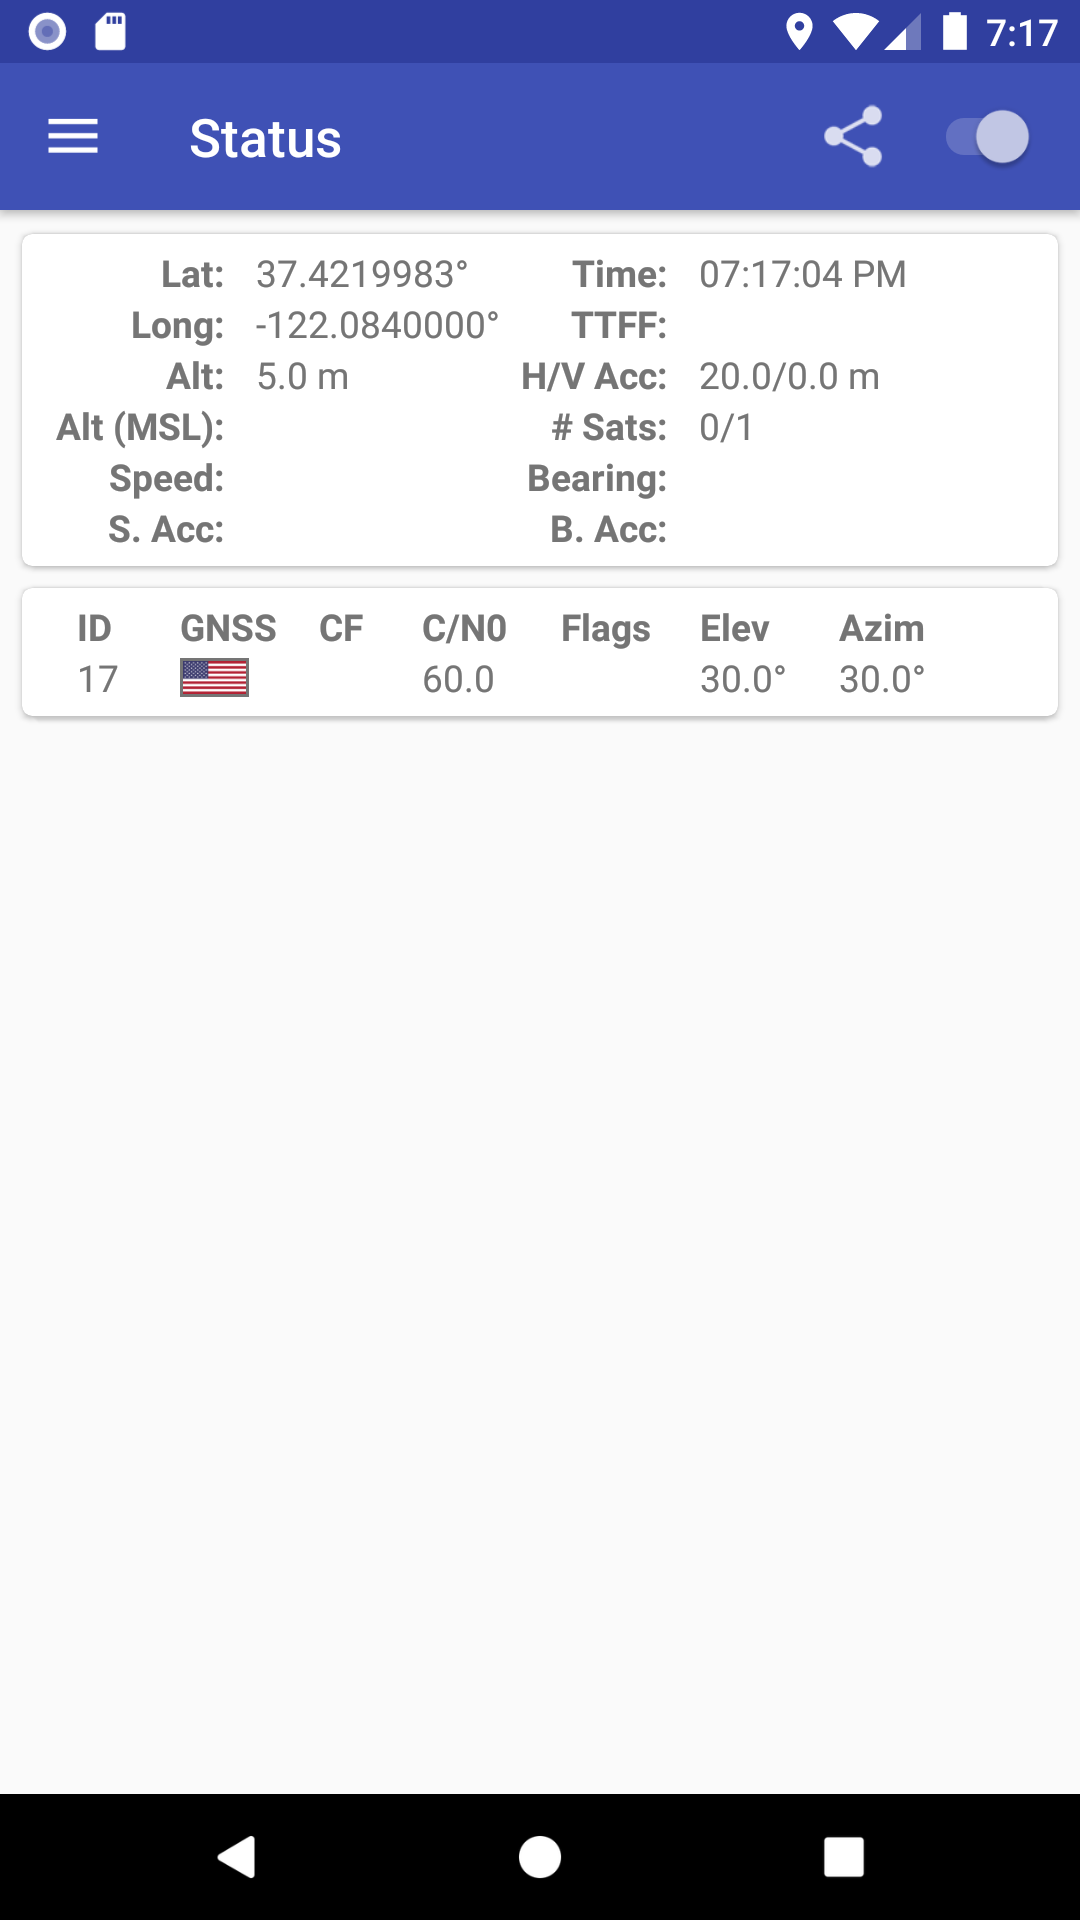 7:17
Status
Lat: 37.4219983° Time: 07:17:04 PM
Long: -122.0840000° TTFF:
Alt: 5.0 m H/V Acc: 20.0/0.0 m
Alt (MSL): # Sats: 0/1
Speed: Bearing:
S. Acc: B. Acc:
ID GNSS CF C/N0 Flags Elev Azim
17 60.0 30.0° 30.0°